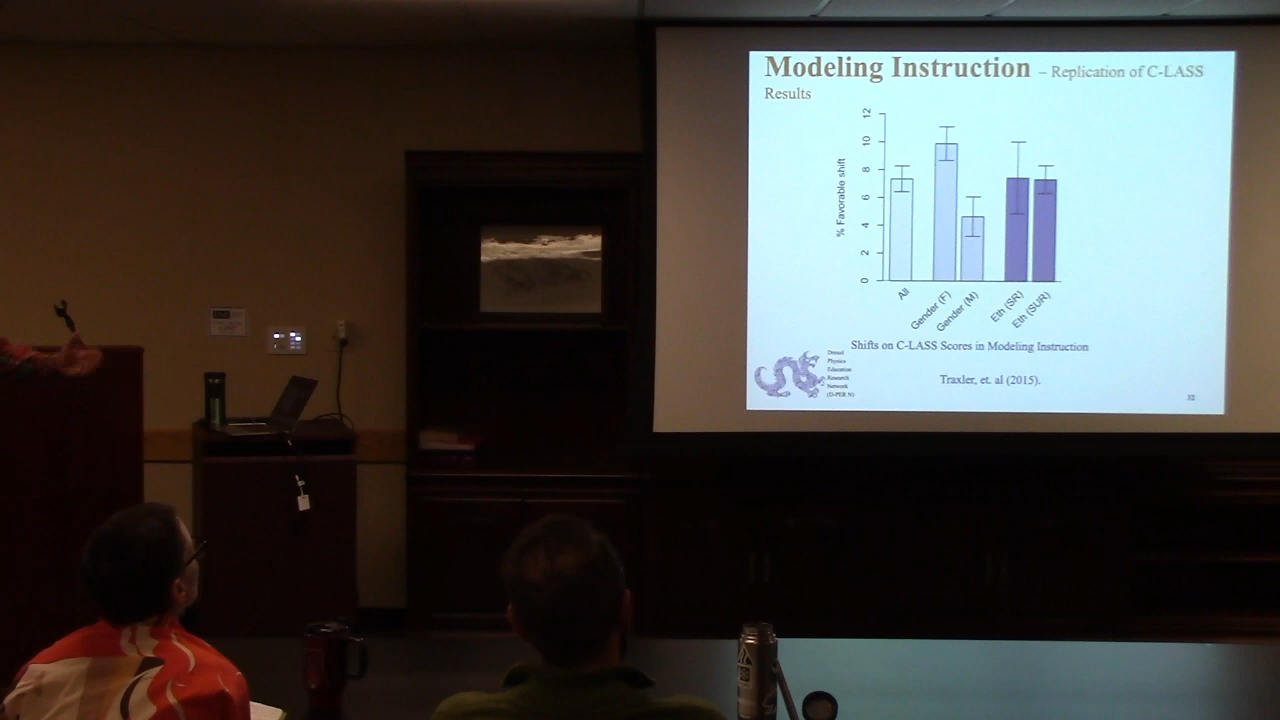 Modeling Instruction – Replication of C-LASS
Results
12
10
8
6
4
2
0
% Favorable shift
All
Gender (F)
Gender (M)
Eth (SR)
Eth (SUR)
Shifts on C-LASS Scores in Modeling Instruction
Drexel
Physics
Education
Research
Network
(D-PER N)
Traxler, et. al (2015).
32